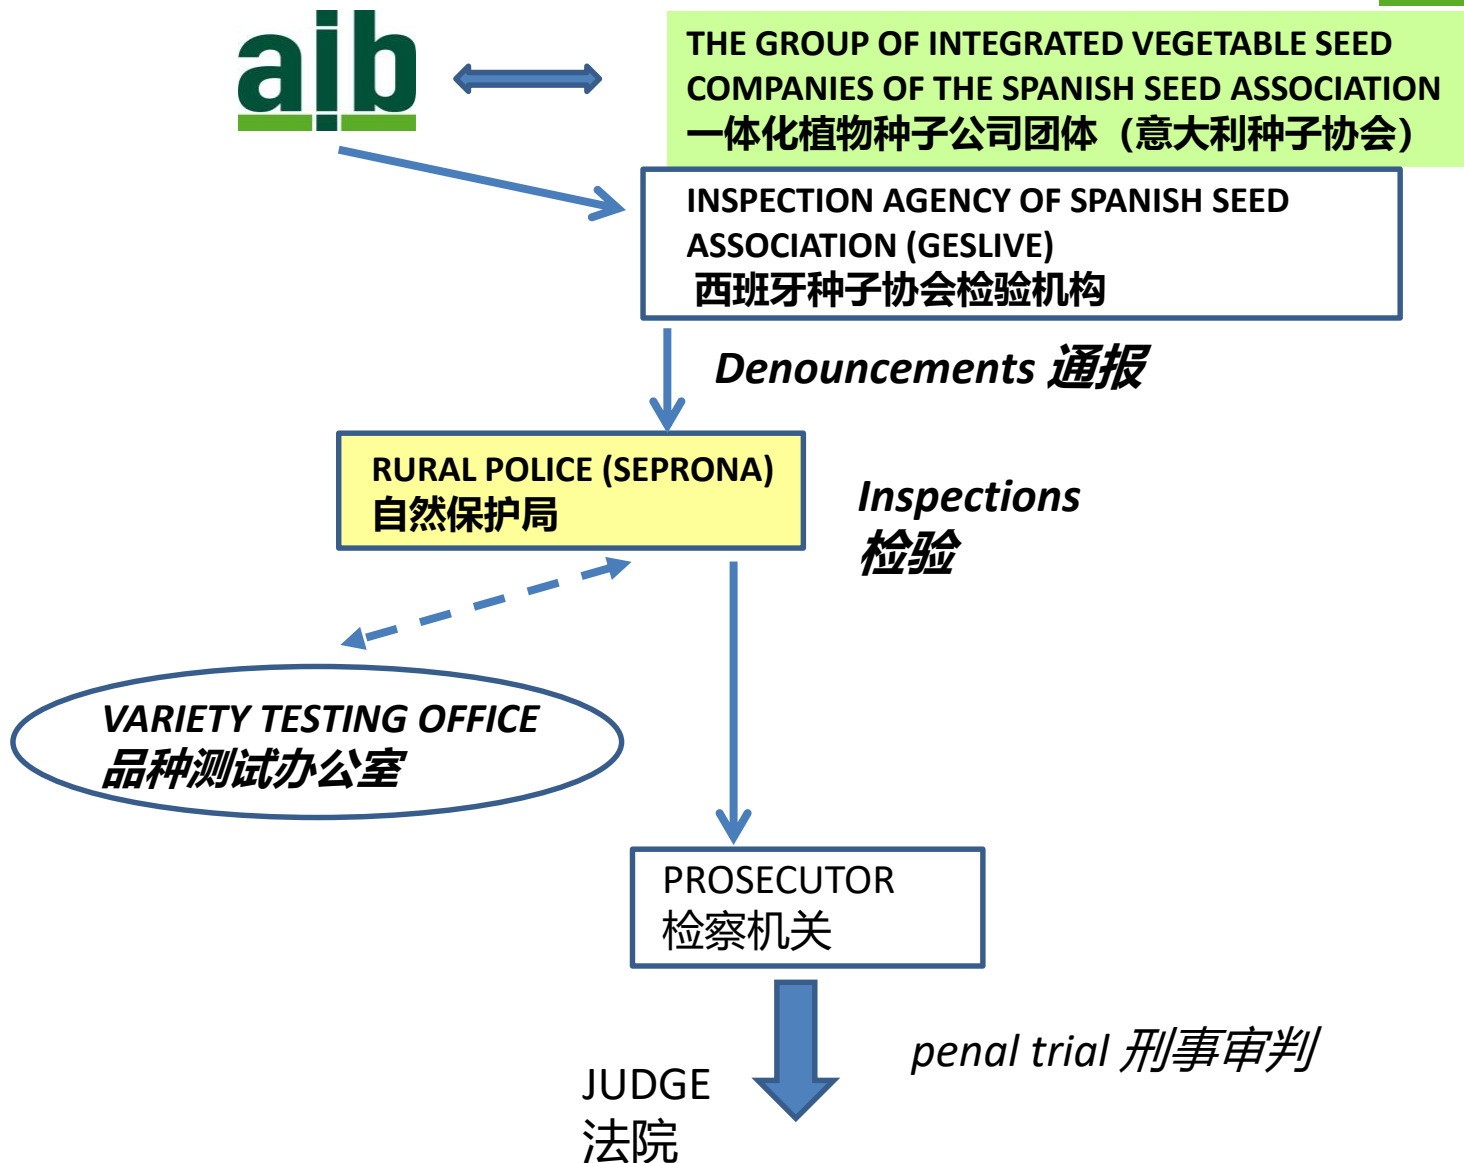 aib
THE GROUP OF INTEGRATED VEGETABLE SEED
COMPANIES OF THE SPANISH SEED ASSOCIATION
一体化植物种子公司团体（意大利种子协会）
INSPECTION AGENCY OF SPANISH SEED
ASSOCIATION (GESLIVE)
西班牙种子协会检验机构
Denouncements 通报
RURAL POLICE (SEPRONA)
自然保护局
Inspections
检验
VARIETY TESTING OFFICE
品种测试办公室
PROSECUTOR
检察机关
penal trial 刑事审判
JUDGE
法院